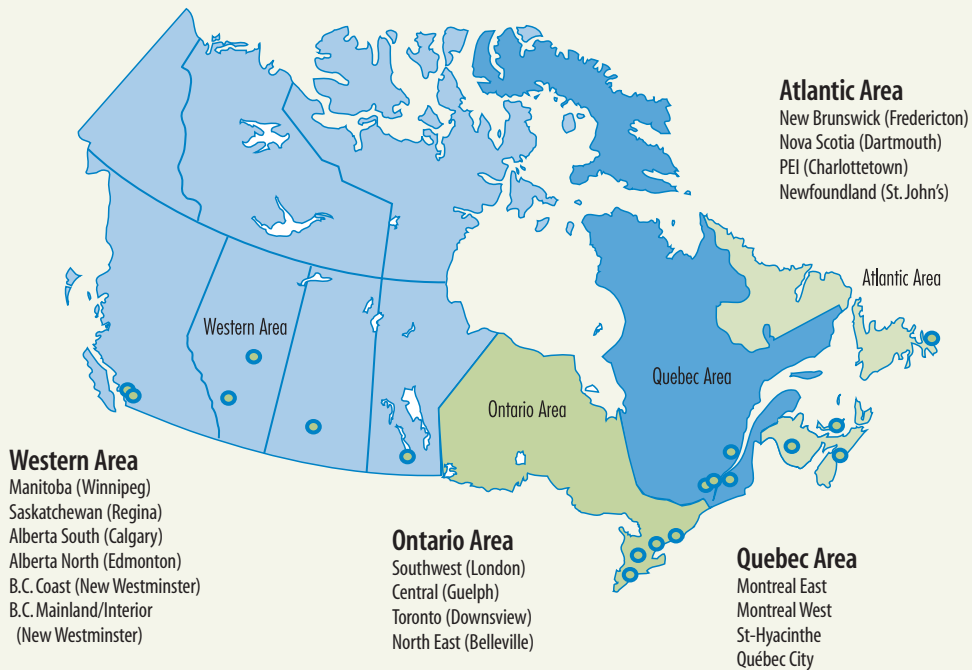 Atlantic Area
New Brunswick (Fredericton)
Nova Scotia (Dartmouth)
PEI (Charlottetown)
Newfoundland (St. John's)
Atlantic Area
Western Area
Quebec Area
Ontario Area
Western Area
Manitoba (Winnipeg)
Saskatchewan (Regina)
Alberta South (Calgary)
Alberta North (Edmonton)
B.C. Coast (New Westminster)
B.C. Mainland/Interior
(New Westminster)
Ontario Area
Southwest (London)
Central (Guelph)
Toronto (Downsview)
North East (Belleville)
Quebec Area
Montreal East
Montreal West
St-Hyacinthe
Québec City